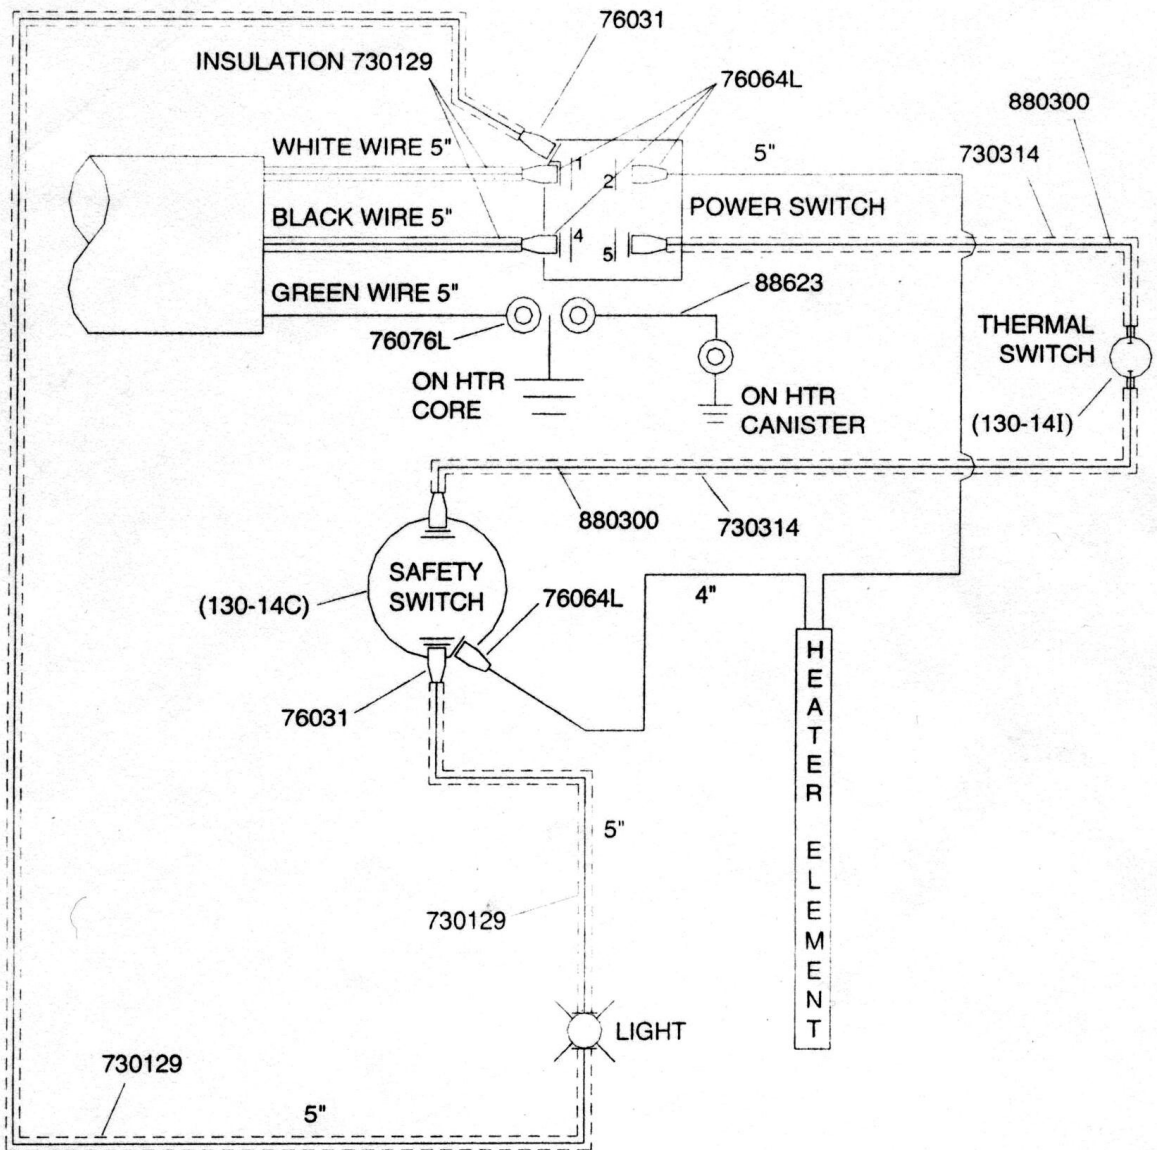 76031
INSULATION 730129
76064L
880300
WHITE WIRE 5"
5"
730314
1
2
POWER SWITCH
BLACK WIRE 5"
4
5
GREEN WIRE 5"
88623
76076L
THERMAL
SWITCH
ON HTR
CORE
ON HTR
CANISTER
(130-14I)
880300
730314
SAFETY
SWITCH
(130-14C)
76064L
4"
76031
HEATER ELEMENT
5"
730129
LIGHT
730129
5"